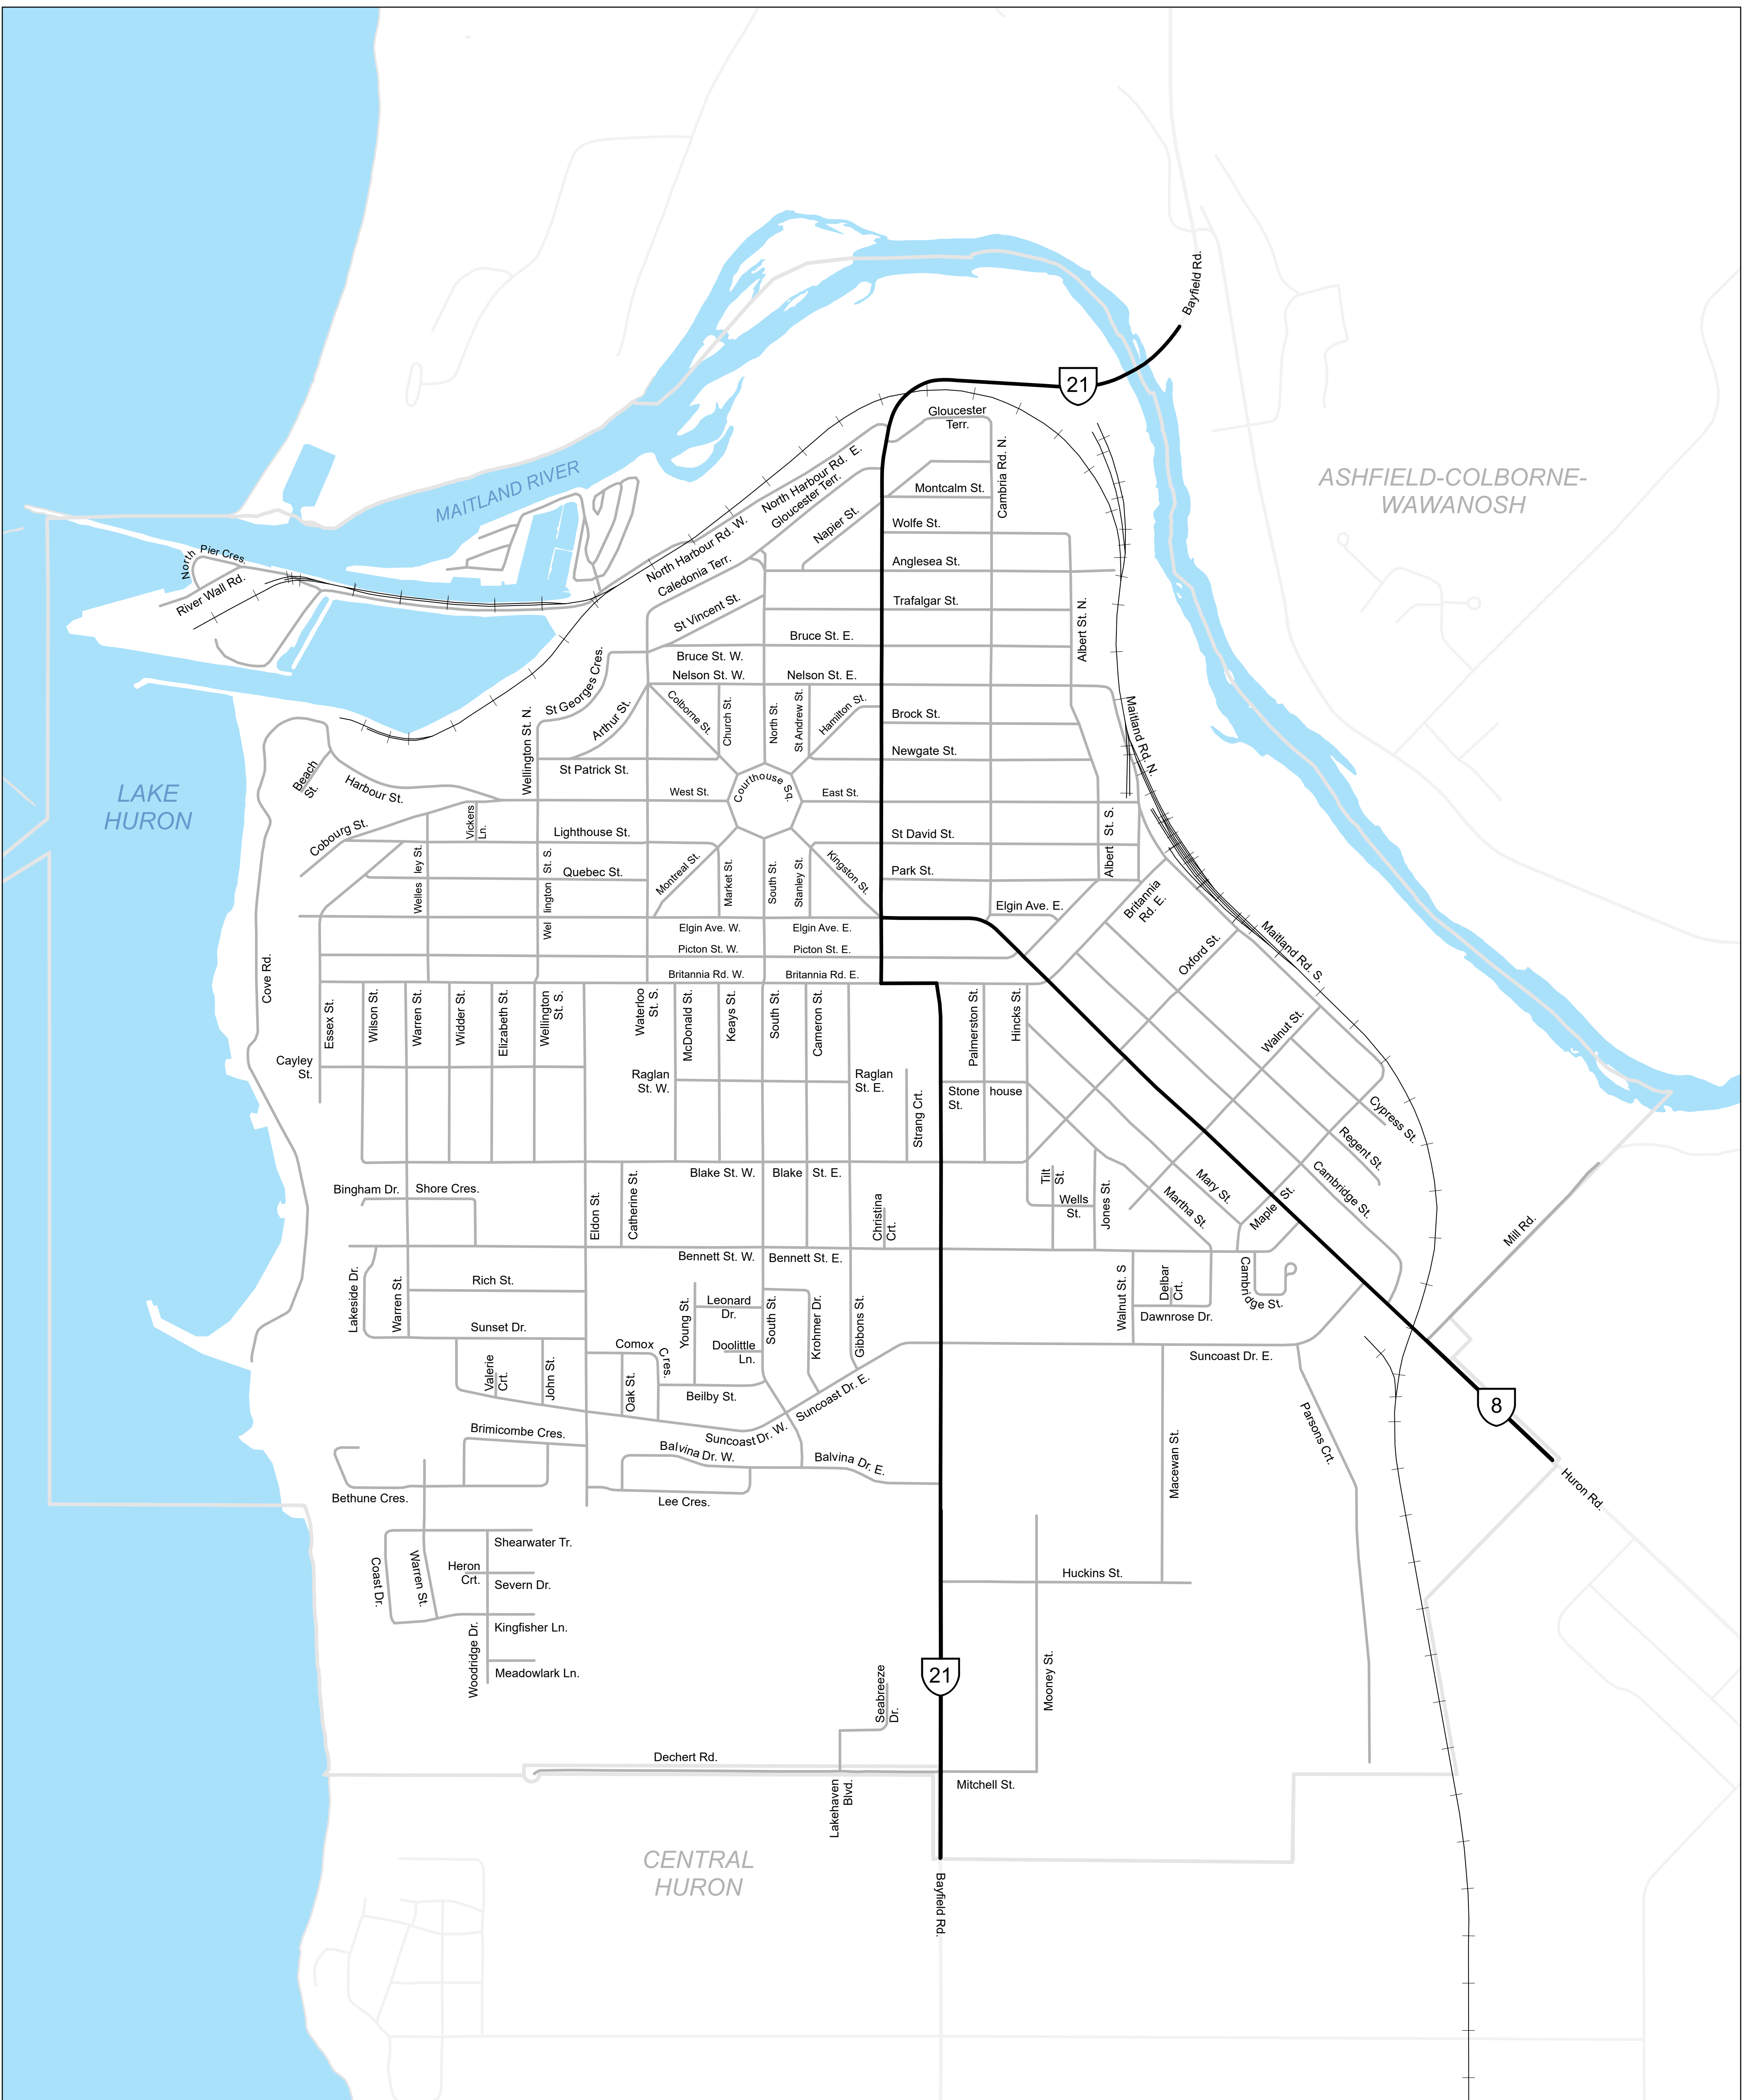 Bayfield Rd.
21
ASHFIELD-COLBORNE-
WAWANOSH
Gloucester
Terr.
Cambria Rd. N.
MAITLAND RIVER
North Harbour Rd. E.
Gloucester Terr.
Montcalm St.
Napier St.
Wolfe St.
North Harbour Rd. W.
Caledonia Terr.
Anglesea St.
North
Pier Cres.
River Wall Rd.
St Vincent St.
Trafalgar St.
Albert St. N.
Bruce St. E.
Bruce St. W.
Nelson St. W.
Nelson St. E.
St Georges Cres.
Arthur St.
Colborne St.
Church St.
North St.
St Andrew St.
Hamilton St.
Brock St.
Maitland Rd. N.
Wellington St. N.
Newgate St.
St Patrick St.
Courthouse Sq.
Beach
St.
Harbour St.
West St.
East St.
LAKE
HURON
Cobourg St.
Vickers
Ln.
Lighthouse St.
St David St.
Albert St. S.
Welles ley St.
Wel lington St. S.
Quebec St.
Montreal St.
Market St.
South St.
Stanley St.
Kingston St.
Park St.
Britannia
Rd. E.
Elgin Ave. E.
Elgin Ave. W.
Elgin Ave. E.
Picton St. W.
Picton St. E.
Oxford St.
Maitland Rd. S.
Cove Rd.
Britannia Rd. W.
Britannia Rd. E.
Essex St.
Wilson St.
Warren St.
Widder St.
Elizabeth St.
Wellington
St. S.
Waterloo
St. S.
McDonald St.
Keays St.
South St.
Cameron St.
Palmerston St.
Hincks St.
Walnut St.
Cayley
St.
Raglan
St. W.
Raglan
St. E.
Strang Crt.
Stone house
St.
Cypress St.
Regent St.
Blake St. W.
Blake St. E.
Bingham Dr.
Shore Cres.
Eldon St.
Catherine St.
Christina
Crt.
Tilt
St.
Wells
St.
Jones St.
Martha St.
Mary St.
Maple St.
Cambridge St.
Mill Rd.
Bennett St. W.
Bennett St. E.
Lakeside Dr.
Warren St.
Rich St.
Young St.
Leonard
Dr.
South St.
Krohmer Dr.
Gibbons St.
Walnut St. S
Delbar
Crt.
Cambridge St.
Dawnrose Dr.
Sunset Dr.
Comox
Cres.
Doolittle
Ln.
Suncoast Dr. E.
Valerie
Crt.
John St.
Oak St.
Beilby St.
Suncoast Dr. E.
8
Brimicombe Cres.
Suncoast Dr. W.
Balvina Dr. W.
Balvina Dr. E.
Macewan St.
Parsons Crt.
Bethune Cres.
Lee Cres.
Huron Rd.
Shearwater Tr.
Coast Dr.
Warren St.
Heron
Crt.
Severn Dr.
Huckins St.
Kingfisher Ln.
Woodridge Dr.
Meadowlark Ln.
Seabreeze
Dr.
21
Mooney St.
Dechert Rd.
Lakehaven
Blvd.
Mitchell St.
CENTRAL
HURON
Bayfield Rd.